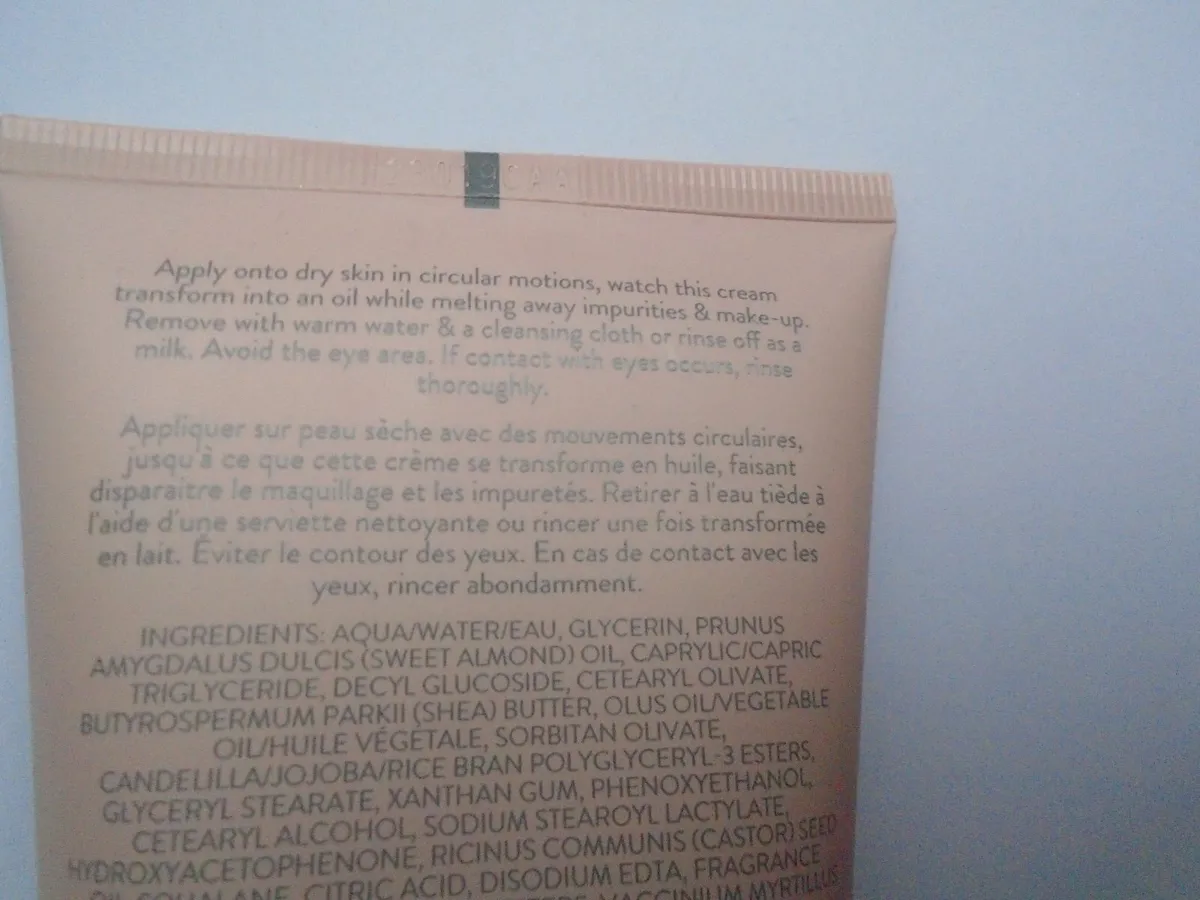 Apply onto dry skin in circular motions, watch this cream
transform into an oil while melting away impurities & make-up.
Remove with warm water & a cleansing cloth or rinse off as a
milk. Avoid the eye area. If contact with eyes occurs, rinse
thoroughly.
Appliquer sur peau sèche avec des mouvements circulaires,
jusqu'à ce que cette crème se transforme en huile, faisant
disparaitre le maquillage et les impuretés. Retirer à l'eau tiède à
l'aide d'une serviette nettoyante ou rincer une fois transformée
en lait. Éviter le contour des yeux. En cas de contact avec les
yeux, rincer abondamment.
INGREDIENTS: AQUA/WATER/EAU, GLYCERIN, PRUNUS
AMYGDALUS DULCIS (SWEET ALMOND) OIL, CAPRYLIC/CAPRIC
TRIGLYCERIDE, DECYL GLUCOSIDE, CETEARYL OLIVATE,
BUTYROSPERMUM PARKII (SHEA) BUTTER, OLUS OIL/VEGETABLE
OIL/HUILE VÉGÉTALE, SORBITAN OLIVATE,
CANDELILLA/JOJOBA/RICE BRAN POLYGLYCERYL-3 ESTERS,
GLYCERYL STEARATE, XANTHAN GUM, PHENOXYETHANOL,
CETEARYL ALCOHOL, SODIUM STEAROYL LACTYLATE,
HYDROXYACETOPHENONE, RICINUS COMMUNIS (CASTOR) SEED
OIL, SQUALANE, CITRIC ACID, DISODIUM EDTA, FRAGRANCE
VACCINIUM MYRTILLUS